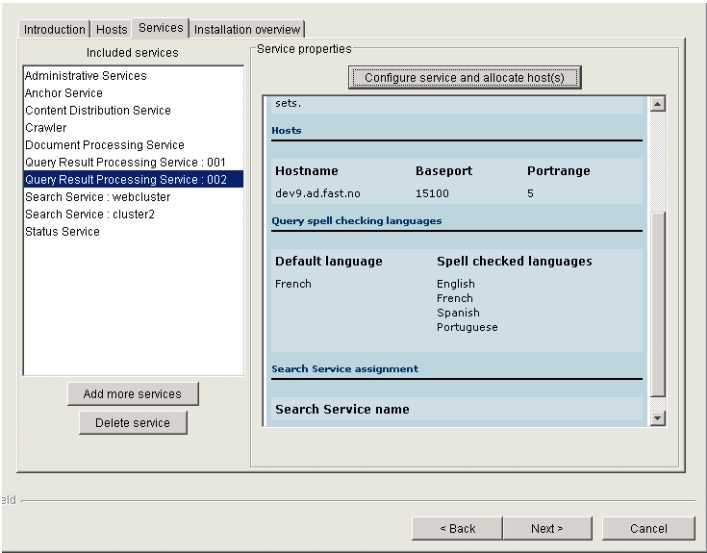 Introduction Hosts Services Installation overview
Included services
Administrative Services
Anchor Service
Content Distribution Service
Crawler
Document Processing Service
Query Result Processing Service : 001
Query Result Processing Service : 002
Search Service : webcluster
Search Service : cluster2
Status Service
Add more services
Delete service
Service properties
Configure service and allocate host(s)
sets.
Hosts
Hostname Baseport Portrange
dev9.ad.fast.no 15100 5
Query spell checking languages
Default language Spell checked languages
French English
French
Spanish
Portuguese
Search Service assignment
Search Service name
< Back Next > Cancel